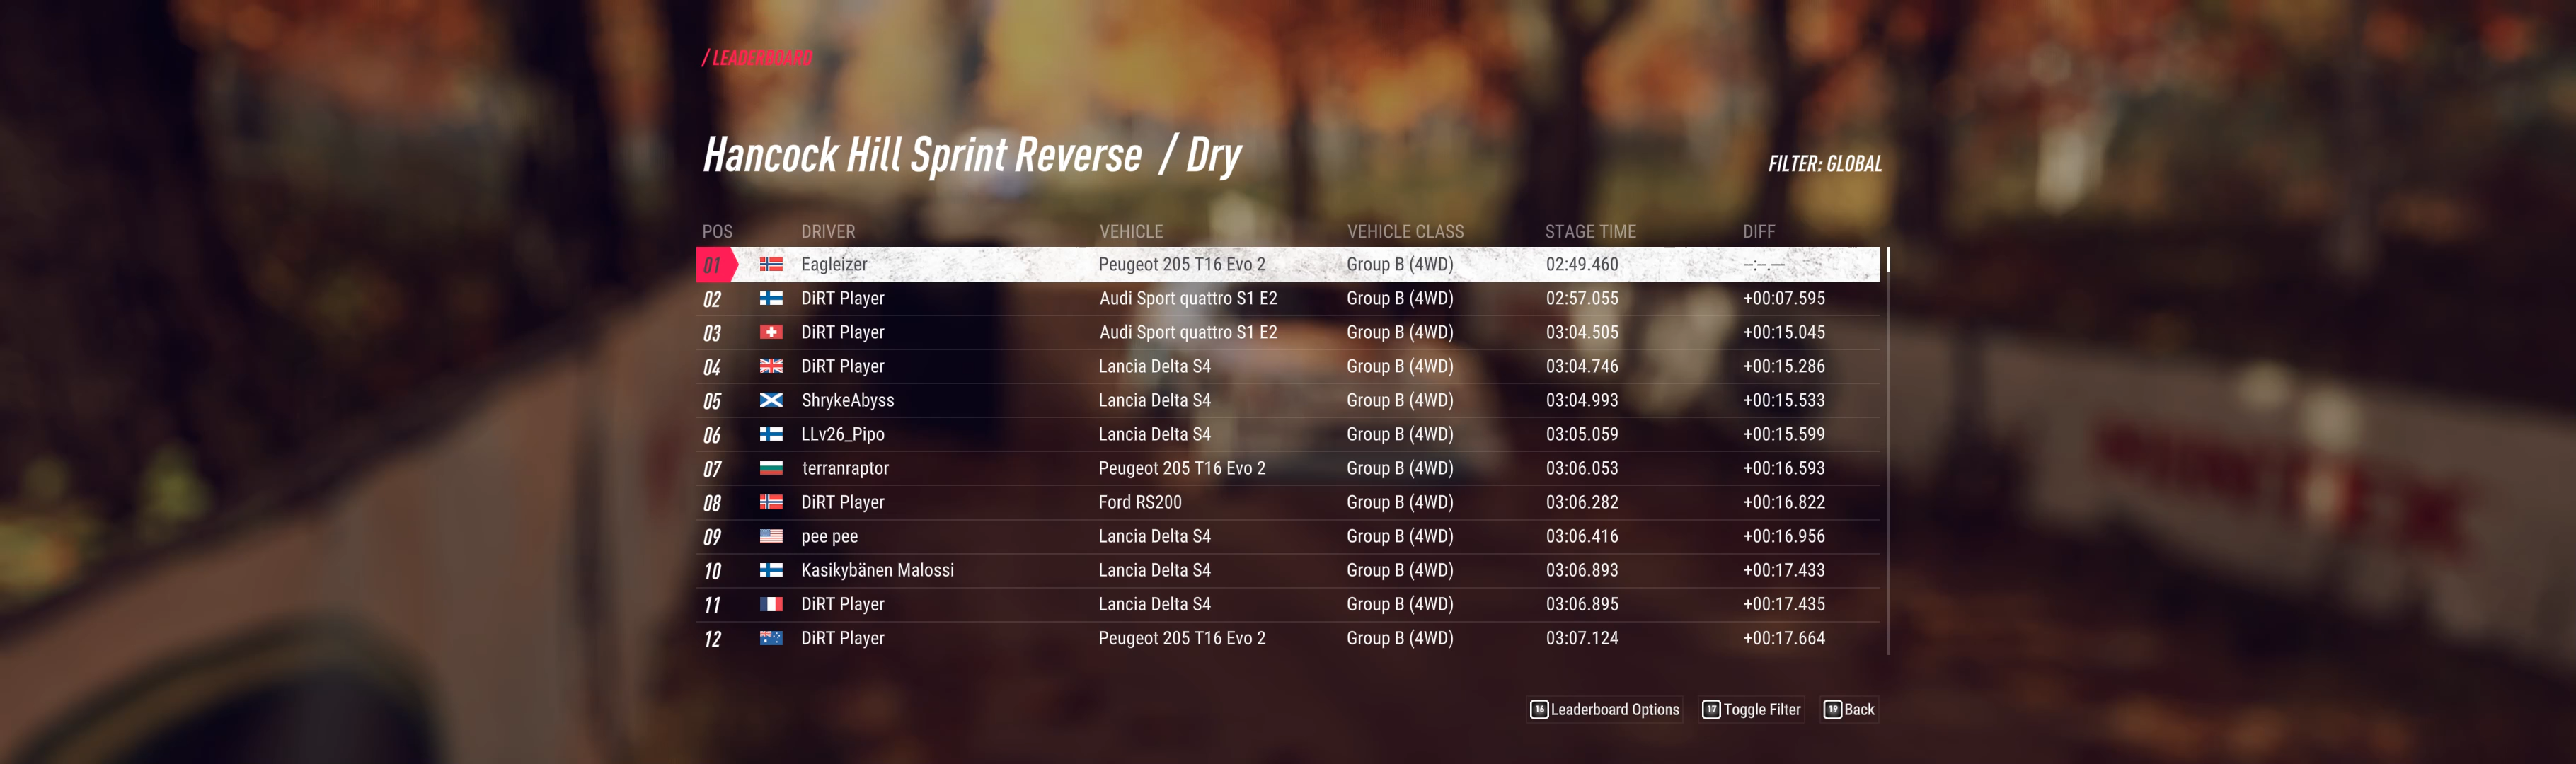 / LEADERBOARD
Hancock Hill Sprint Reverse / Dry
FILTER: GLOBAL
POS DRIVER VEHICLE VEHICLE CLASS STAGE TIME DIFF
01 Eagleizer Peugeot 205 T16 Evo 2 Group B (4WD) 02:49.460 --:--.---
02 DiRT Player Audi Sport quattro S1 E2 Group B (4WD) 02:57.055 +00:07.595
03 DiRT Player Audi Sport quattro S1 E2 Group B (4WD) 03:04.505 +00:15.045
04 DiRT Player Lancia Delta S4 Group B (4WD) 03:04.746 +00:15.286
05 ShrykeAbyss Lancia Delta S4 Group B (4WD) 03:04.993 +00:15.533
06 LLv26_Pipo Lancia Delta S4 Group B (4WD) 03:05.059 +00:15.599
07 terranraptor Peugeot 205 T16 Evo 2 Group B (4WD) 03:06.053 +00:16.593
08 DiRT Player Ford RS200 Group B (4WD) 03:06.282 +00:16.822
09 pee pee Lancia Delta S4 Group B (4WD) 03:06.416 +00:16.956
10 Kasikybänen Malossi Lancia Delta S4 Group B (4WD) 03:06.893 +00:17.433
11 DiRT Player Lancia Delta S4 Group B (4WD) 03:06.895 +00:17.435
12 DiRT Player Peugeot 205 T16 Evo 2 Group B (4WD) 03:07.124 +00:17.664
16 Leaderboard Options 17 Toggle Filter 19 Back